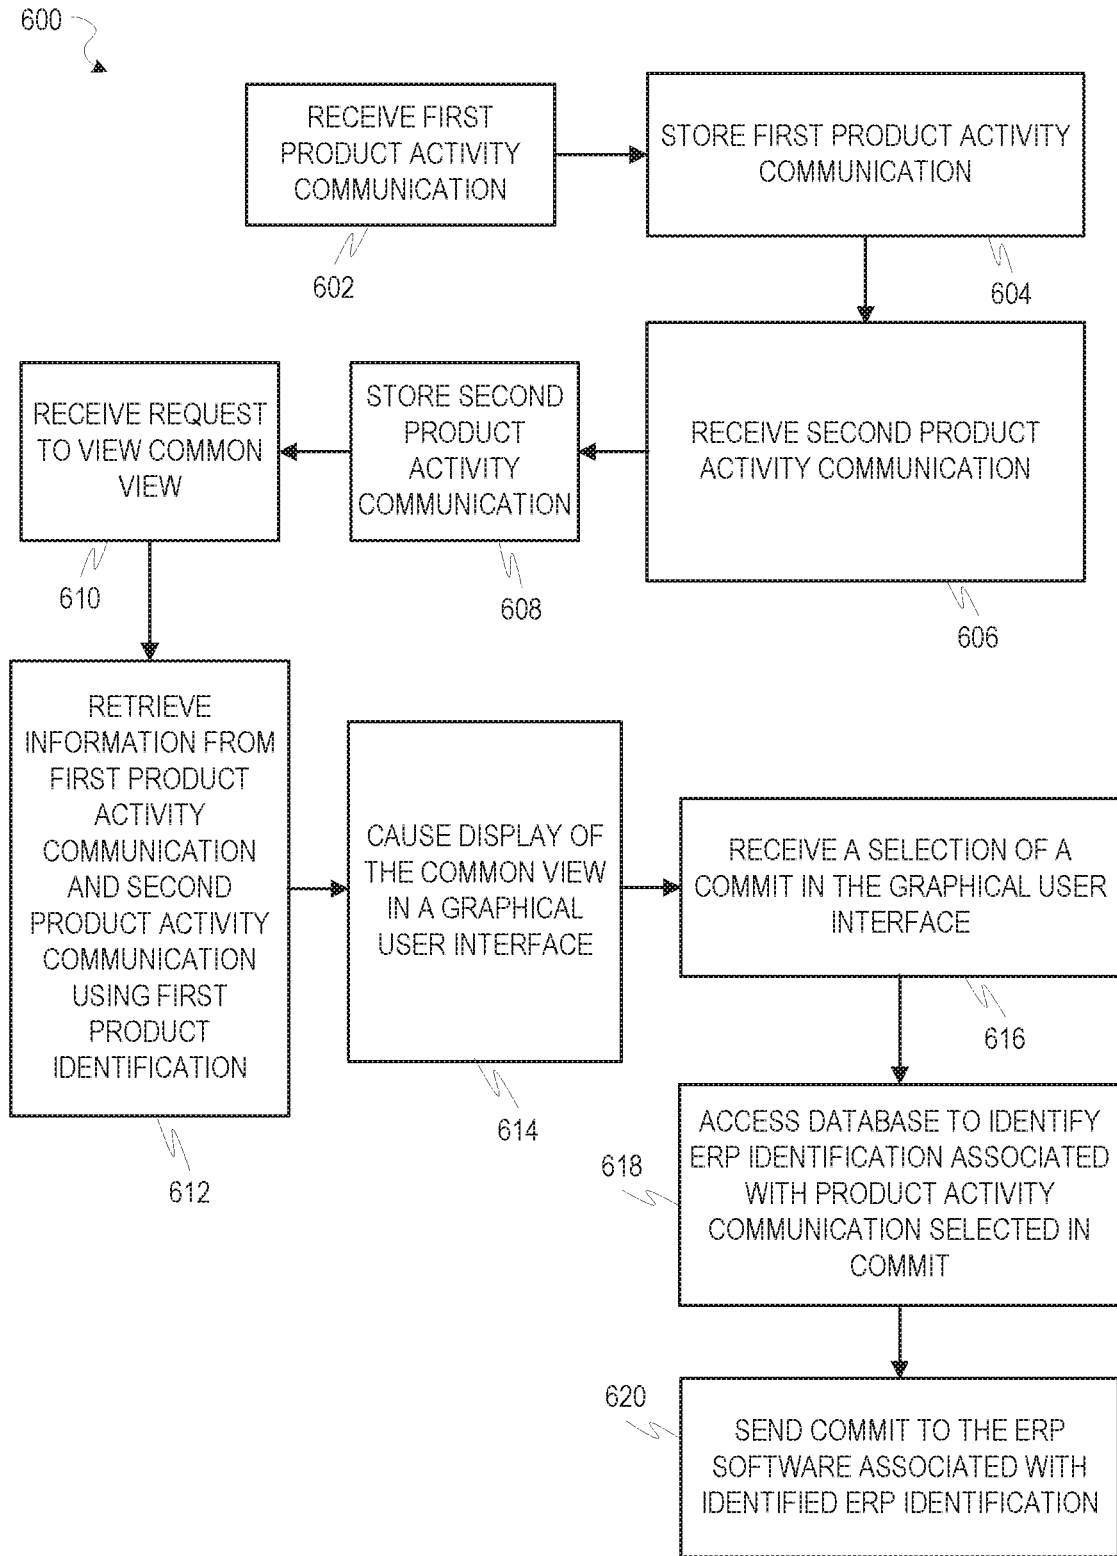 600
RECEIVE FIRST
PRODUCT ACTIVITY
COMMUNICATION
602
STORE FIRST PRODUCT ACTIVITY
COMMUNICATION
604
RECEIVE SECOND PRODUCT
ACTIVITY COMMUNICATION
606
STORE SECOND
PRODUCT
ACTIVITY
COMMUNICATION
608
RECEIVE REQUEST
TO VIEW COMMON
VIEW
610
RETRIEVE
INFORMATION FROM
FIRST PRODUCT
ACTIVITY
COMMUNICATION
AND SECOND
PRODUCT ACTIVITY
COMMUNICATION
USING FIRST
PRODUCT
IDENTIFICATION
612
CAUSE DISPLAY OF
THE COMMON VIEW
IN A GRAPHICAL
USER INTERFACE
614
RECEIVE A SELECTION OF A
COMMIT IN THE GRAPHICAL USER
INTERFACE
616
ACCESS DATABASE TO IDENTIFY
ERP IDENTIFICATION ASSOCIATED
WITH PRODUCT ACTIVITY
COMMUNICATION SELECTED IN
COMMIT
618
SEND COMMIT TO THE ERP
SOFTWARE ASSOCIATED WITH
IDENTIFIED ERP IDENTIFICATION
620